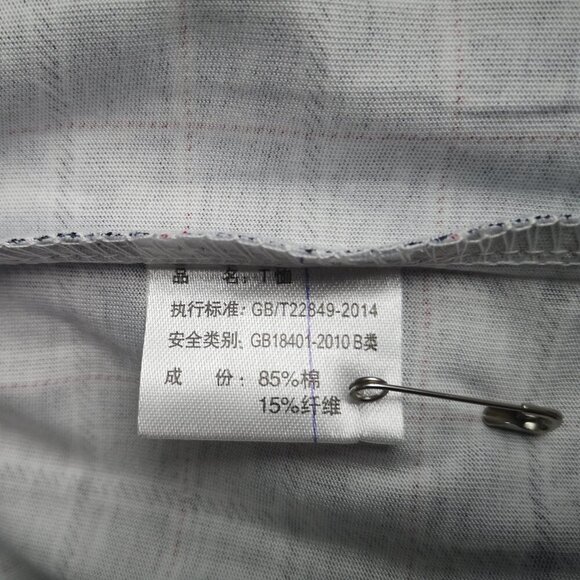 品 名: T恤
执行标准: GB/T22849-2014
安全类别: GB18401-2010 B类
成 份: 85%棉
15%纤维